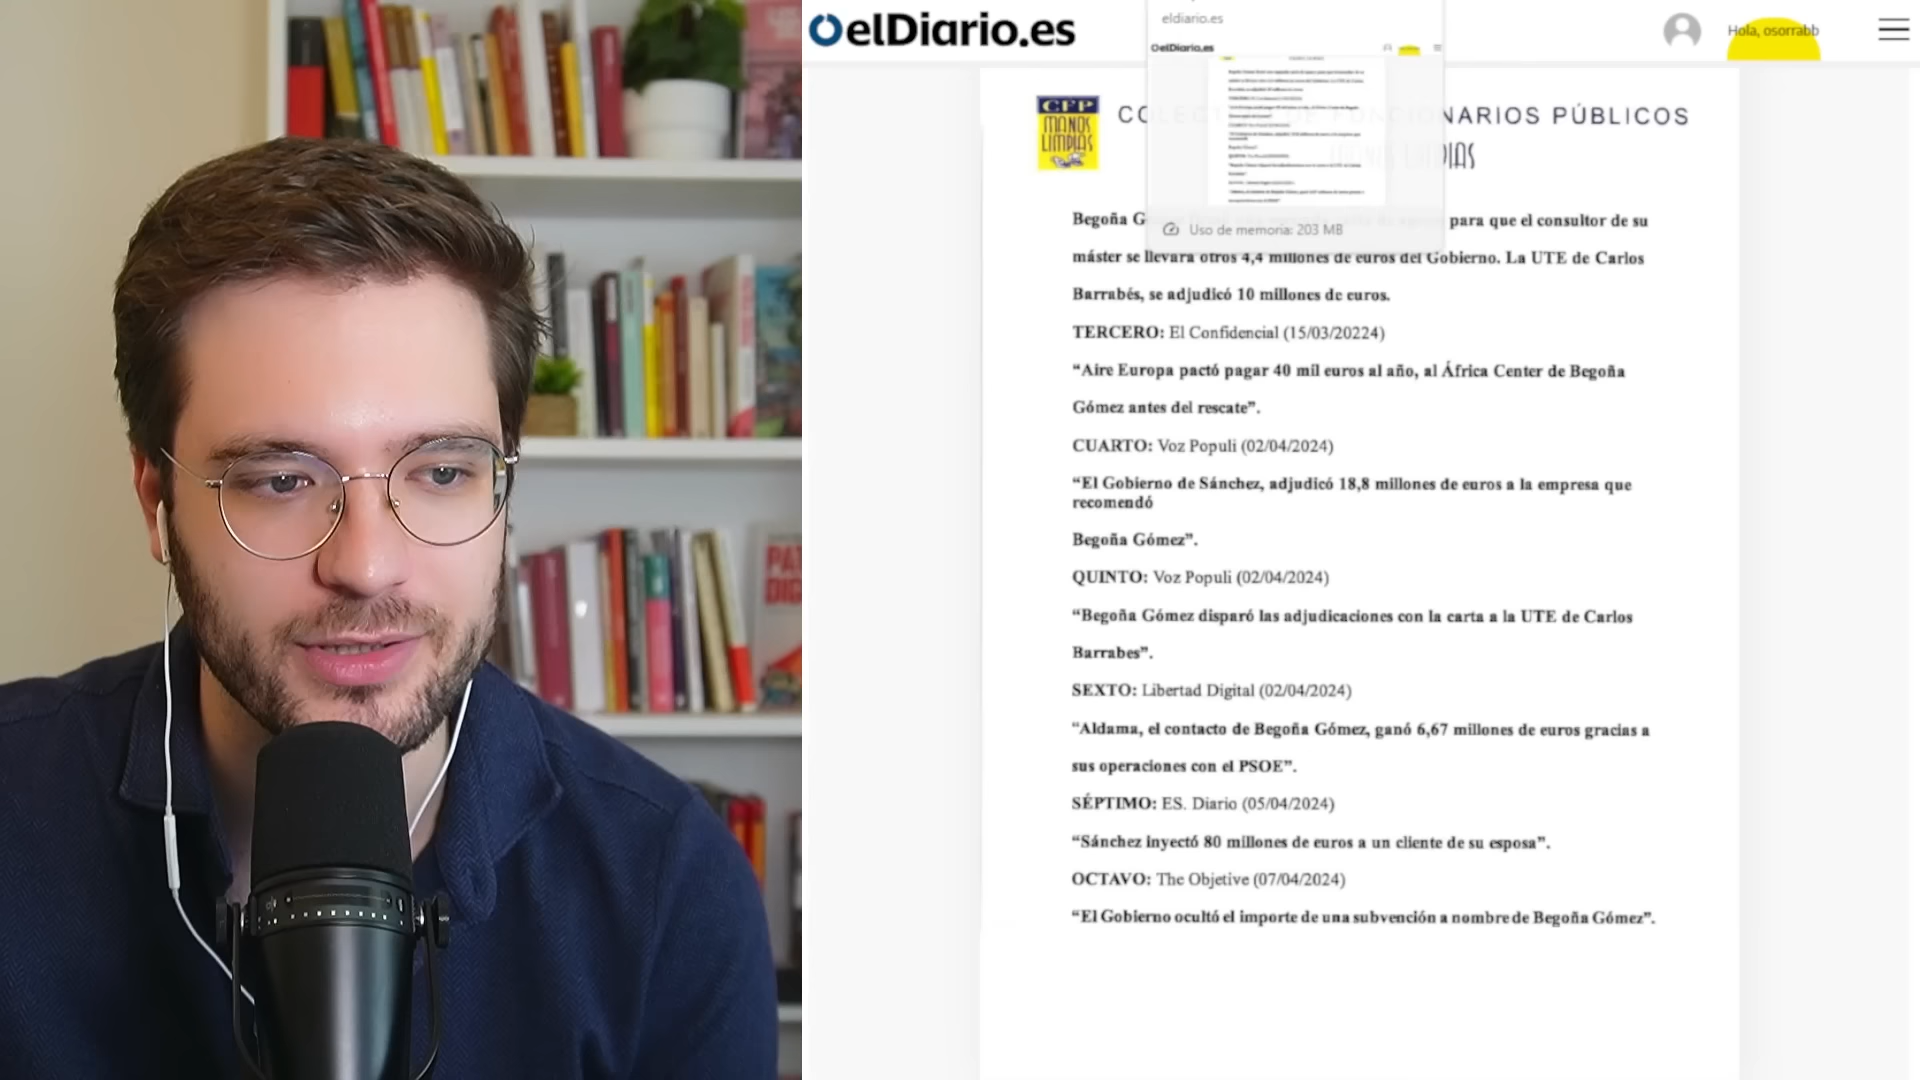 elDiario.es
eldiario.es
elDiario.es
Hola, osorrabb
CFP
MANOS
LIMPIAS
COLECT DE FUNCIONARIOS PÚBLICOS
Begoña G para que el consultor de su
Uso de memoria: 203 MB
máster se llevara otros 4,4 millones de euros del Gobierno. La UTE de Carlos
Barrabés, se adjudicó 10 millones de euros.
TERCERO: El Confidencial (15/03/20224)
“Aire Europa pactó pagar 40 mil euros al año, al África Center de Begoña
Gómez antes del rescate”.
CUARTO: Voz Populi (02/04/2024)
“El Gobierno de Sánchez, adjudicó 18,8 millones de euros a la empresa que
recomendó
Begoña Gómez”.
QUINTO: Voz Populi (02/04/2024)
“Begoña Gómez disparó las adjudicaciones con la carta a la UTE de Carlos
Barrabes”.
SEXTO: Libertad Digital (02/04/2024)
“Aldama, el contacto de Begoña Gómez, ganó 6,67 millones de euros gracias a
sus operaciones con el PSOE”.
SÉPTIMO: ES. Diario (05/04/2024)
“Sánchez inyectó 80 millones de euros a un cliente de su esposa”.
OCTAVO: The Objetive (07/04/2024)
“El Gobierno ocultó el importe de una subvención a nombre de Begoña Gómez”.